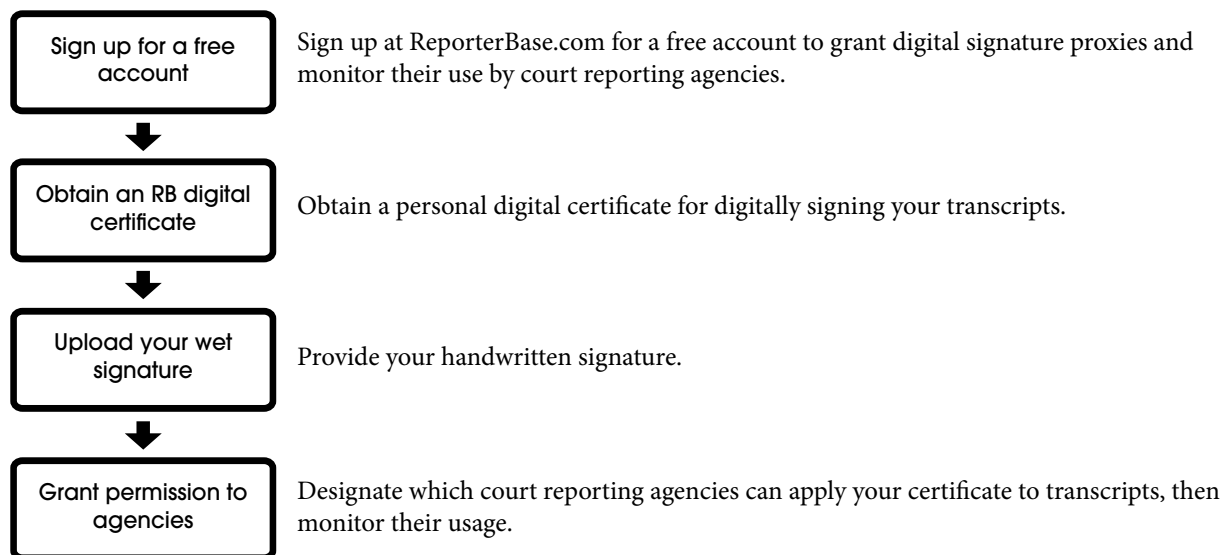 Sign up for a free
account
Sign up at ReporterBase.com for a free account to grant digital signature proxies and
monitor their use by court reporting agencies.
Obtain an RB digital
certificate
Obtain a personal digital certificate for digitally signing your transcripts.
Upload your wet
signature
Provide your handwritten signature.
Grant permission to
agencies
Designate which court reporting agencies can apply your certificate to transcripts, then
monitor their usage.